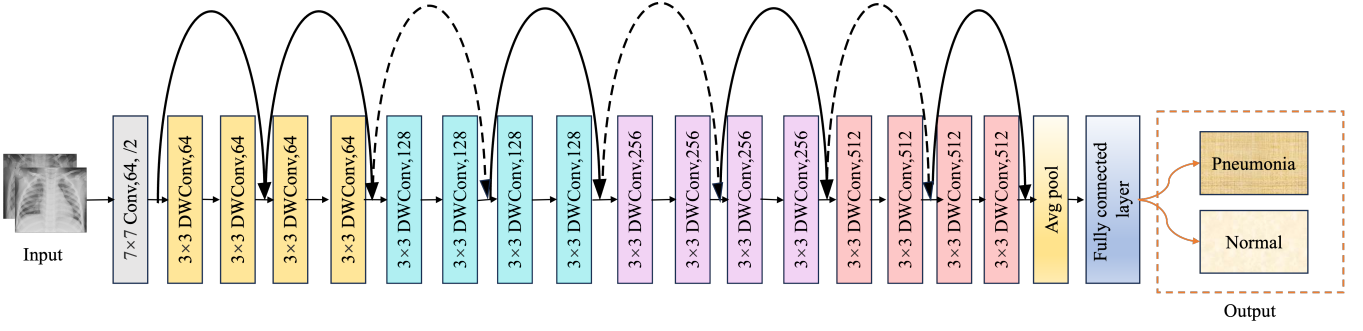 Input
7×7 Conv,64, /2
3×3 DWConv,64
3×3 DWConv,64
3×3 DWConv,64
3×3 DWConv,64
3×3 DWConv,128
3×3 DWConv,128
3×3 DWConv,128
3×3 DWConv,128
3×3 DWConv,256
3×3 DWConv,256
3×3 DWConv,256
3×3 DWConv,256
3×3 DWConv,512
3×3 DWConv,512
3×3 DWConv,512
3×3 DWConv,512
Avg pool
Fully connected
layer
Pneumonia
Normal
Output